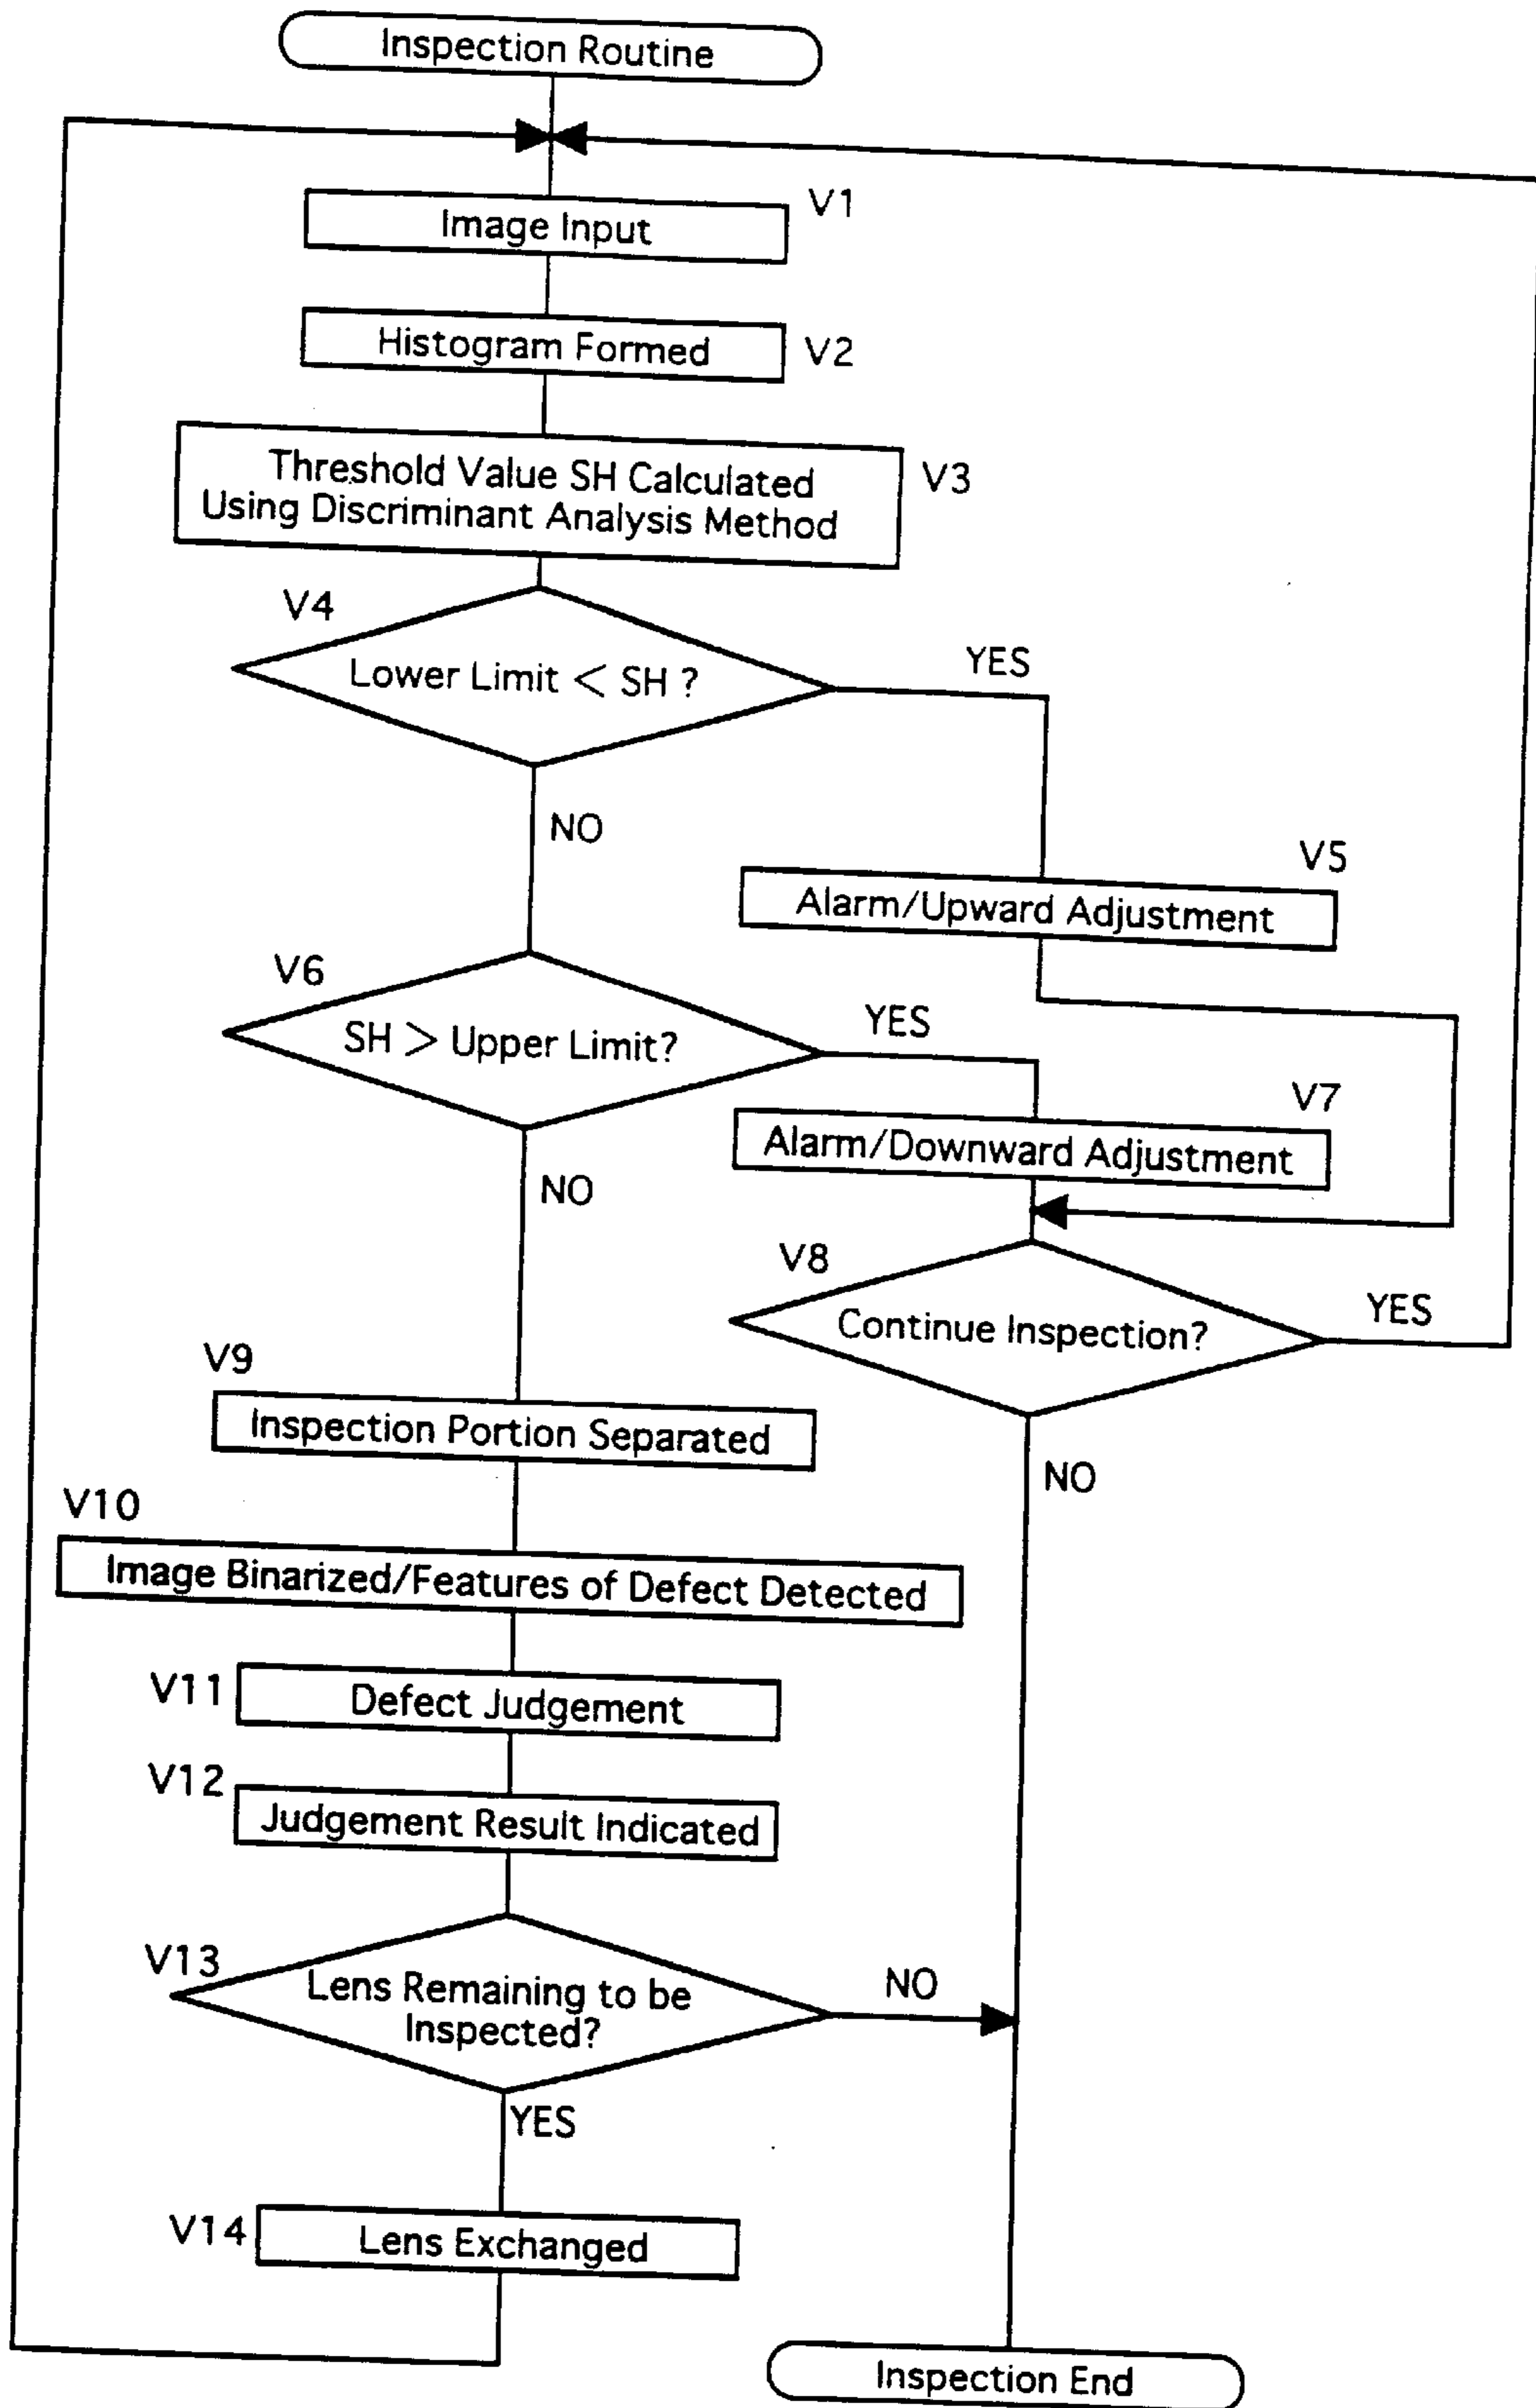 Inspection Routine
V1
Image Input
Histogram Formed
V2
Threshold Value SH Calculated
Using Discriminant Analysis Method
V3
V4
Lower Limit < SH ?
YES
NO
V5
Alarm/Upward Adjustment
V6
SH > Upper Limit?
YES
NO
V7
Alarm/Downward Adjustment
V8
Continue Inspection?
YES
NO
V9
Inspection Portion Separated
V10
Image Binarized/Features of Defect Detected
V11
Defect Judgement
V12
Judgement Result Indicated
V13
Lens Remaining to be
Inspected?
NO
YES
V14
Lens Exchanged
Inspection End